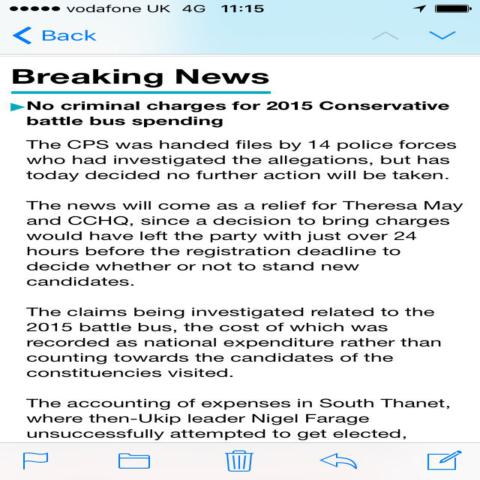 vodafone UK 4G 11:15
Back
Breaking News
No criminal charges for 2015 Conservative
battle bus spending
The CPS was handed files by 14 police forces
who had investigated the allegations, but has
today decided no further action will be taken.
The news will come as a relief for Theresa May
and CCHQ, since a decision to bring charges
would have left the party with just over 24
hours before the registration deadline to
decide whether or not to stand new
candidates.
The claims being investigated related to the
2015 battle bus, the cost of which was
recorded as national expenditure rather than
counting towards the candidates of the
constituencies visited.
The accounting of expenses in South Thanet,
where then-Ukip leader Nigel Farage
unsuccessfully attempted to get elected,